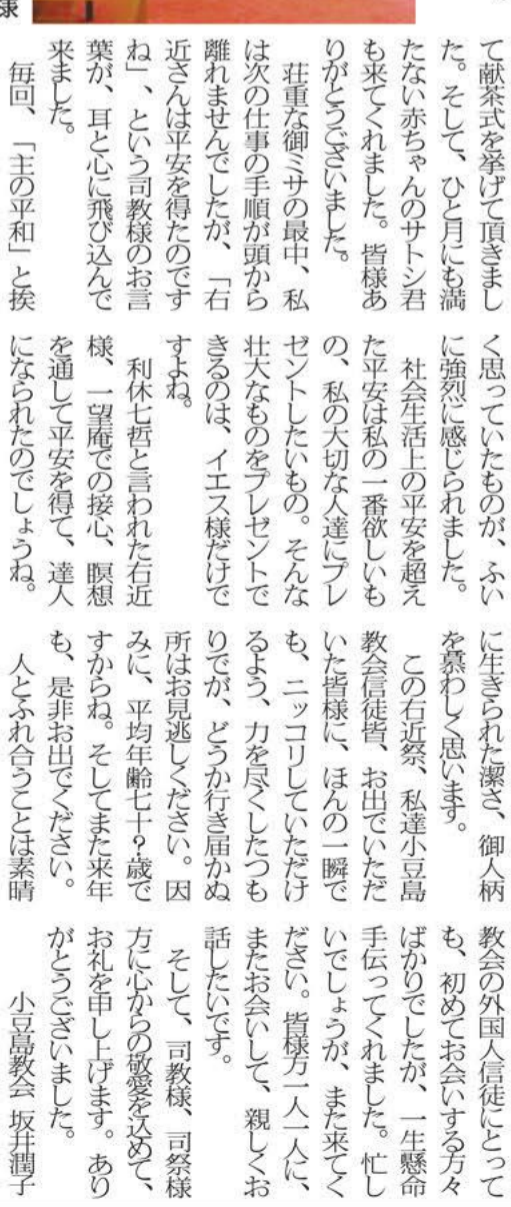 て献茶式を挙げて頂きまし
た。そして、ひと月にも満
たない赤ちゃんのサトシ君
も来てくれました。皆様あ
りがとうございました。
　荘重な御ミサの最中、私
は次の仕事の手順が頭から
離れませんでしたが、「右
近さんは平安を得たのです
ね」、という司教様のお言
葉が、耳と心に飛び込んで
来ました。
　毎回、「主の平和」と挨
く思っていたものが、ふい
に強烈に感じられました。
　社会生活上の平安を超え
た平安は私の一番欲しいも
の、私の大切な人達にプレ
ゼントしたいもの。そんな
壮大なものをプレゼントで
きるのは、イエス様だけで
すよね。
　利休七哲と言われた右近
様、一望庵での接心、瞑想
を通して平安を得て、達人
になられたのでしょうね。
に生きられた潔さ、御人柄
を慕わしく思います。
　この右近祭、私達小豆島
教会信徒皆、お出でいただ
いた皆様に、ほんの一瞬で
も、ニッコリしていただけ
るよう、力を尽くしたつも
りでが、どうか行き届かぬ
所はお見逃しください。因
みに、平均年齢七十？歳で
すからね。そしてまた来年
も、是非お出でください。
　人とふれ合うことは素晴
教会の外国人信徒にとって
も、初めてお会いする方々
ばかりでしたが、一生懸命
手伝ってくれました。忙し
いでしょうが、また来てく
ださい。皆様方一人一人に、
またお会いして、親しくお
話したいです。
　そして、司教様、司祭様
方に心からの敬愛を込めて、
お礼を申し上げます。あり
がとうございました。
小豆島教会 坂井潤子